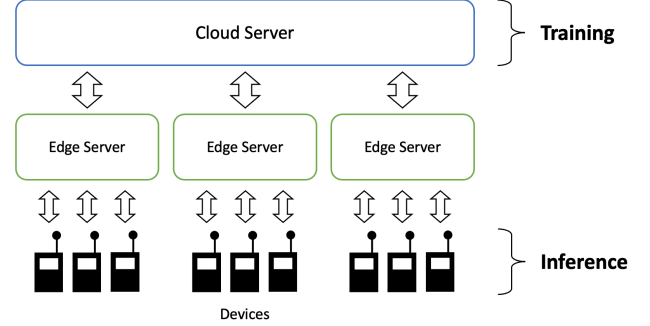 Cloud Server
Training
Edge Server
Edge Server
Edge Server
Inference
Devices